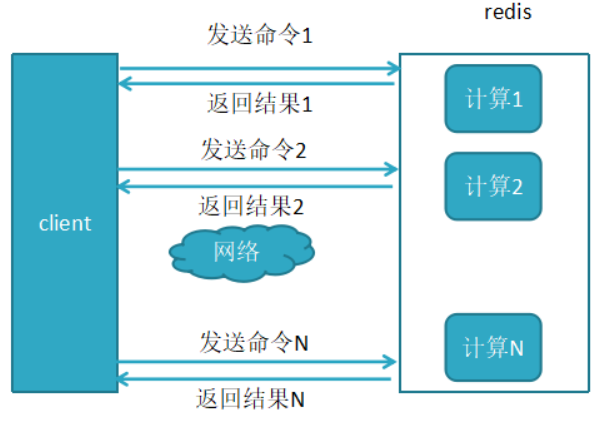 redis
发送命令1
返回结果1
计算1
发送命令2
计算2
返回结果2
client
网络
发送命令N
计算N
返回结果N